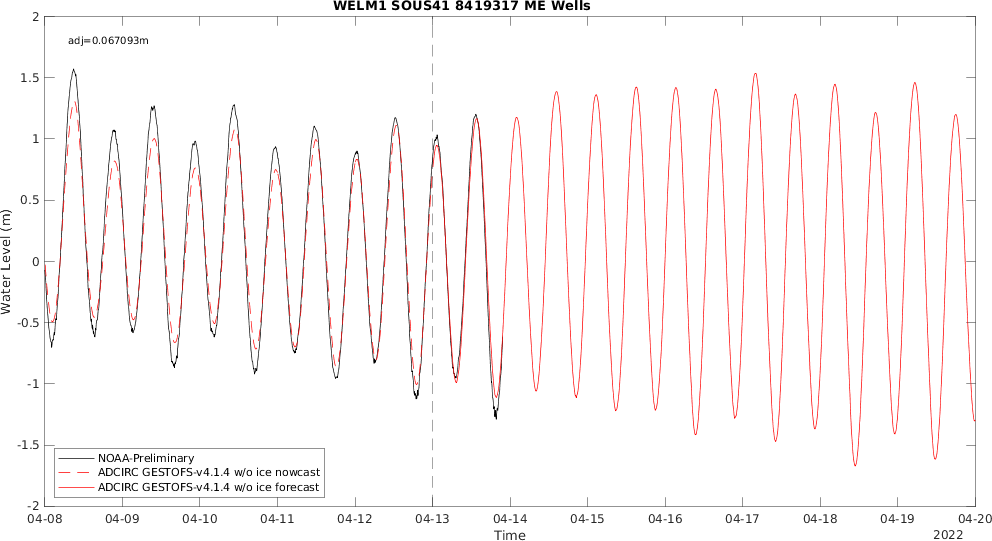 WELM1 SOUS41 8419317 ME Wells
adj=0.067093m
2
1.5
1
0.5
0
-0.5
-1
-1.5
-2
Water Level (m)
NOAA-Preliminary
ADCIRC GESTOFS-v4.1.4 w/o ice nowcast
ADCIRC GESTOFS-v4.1.4 w/o ice forecast
04-08 04-09 04-10 04-11 04-12 04-13 04-14 04-15 04-16 04-17 04-18 04-19 04-20
Time
2022